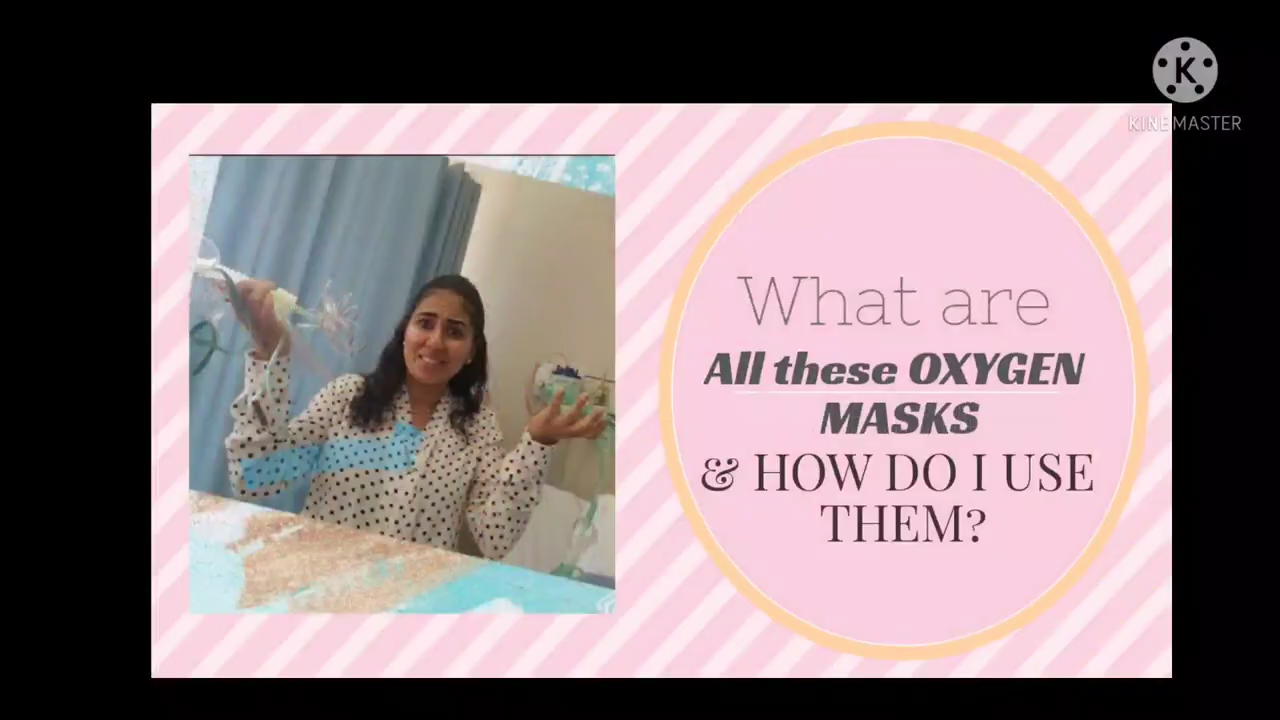 K
KINEMASTER
What are
All these OXYGEN
MASKS
& HOW DO I USE
THEM?